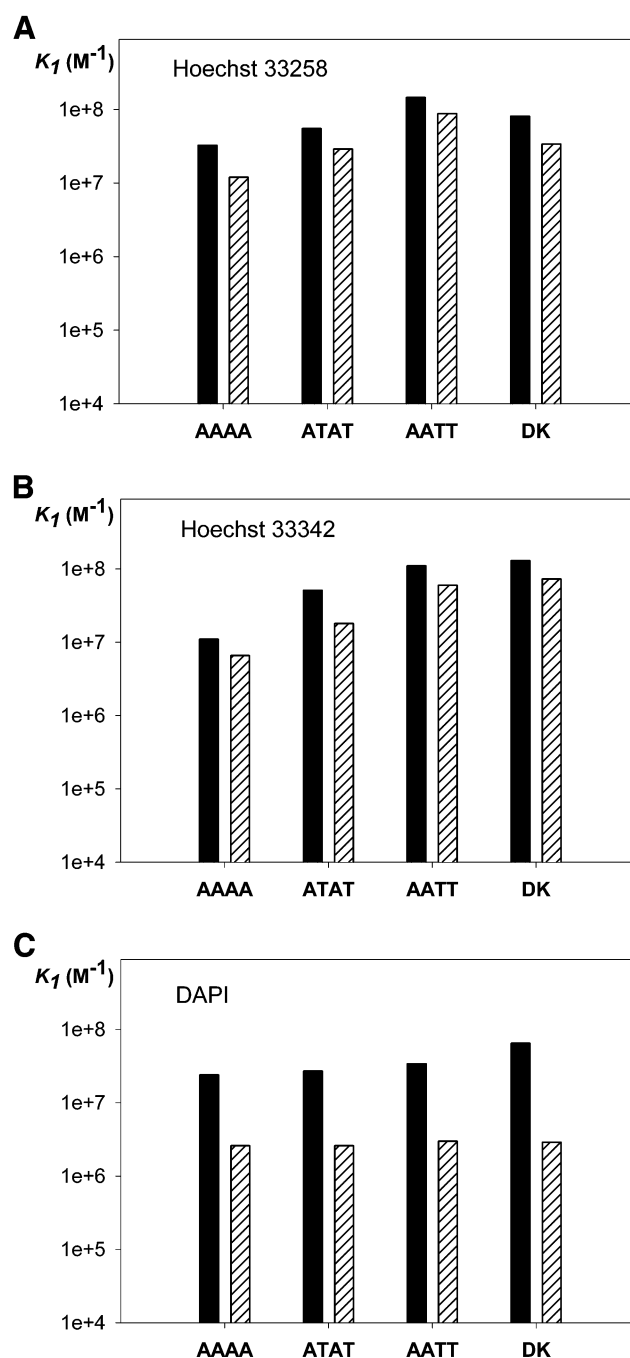 A
K1 (M-1)
Hoechst 33258
1e+8
1e+7
1e+6
1e+5
1e+4
AAAA ATAT AATT DK
B
K1 (M-1)
Hoechst 33342
1e+8
1e+7
1e+6
1e+5
1e+4
AAAA ATAT AATT DK
C
K1 (M-1)
DAPI
1e+8
1e+7
1e+6
1e+5
1e+4
AAAA ATAT AATT DK